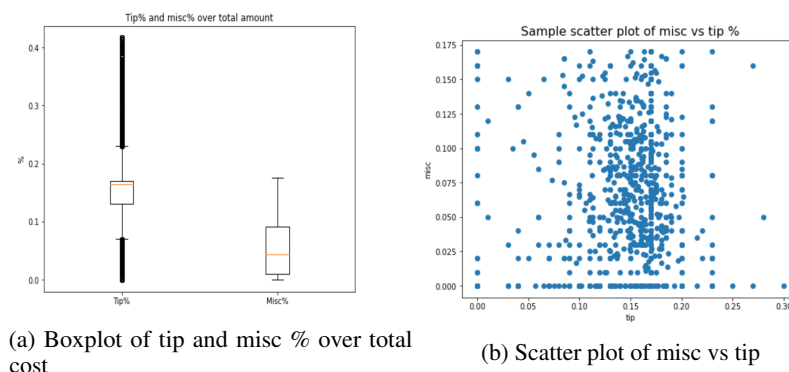 Tip% and misc% over total amount
%
0.4
0.3
0.2
0.1
0.0
Tip%
Misc%
(a) Boxplot of tip and misc % over total
cost
Sample scatter plot of misc vs tip %
misc
0.175
0.150
0.125
0.100
0.075
0.050
0.025
0.000
0.00
0.05
0.10
0.15
0.20
0.25
0.30
tip
(b) Scatter plot of misc vs tip